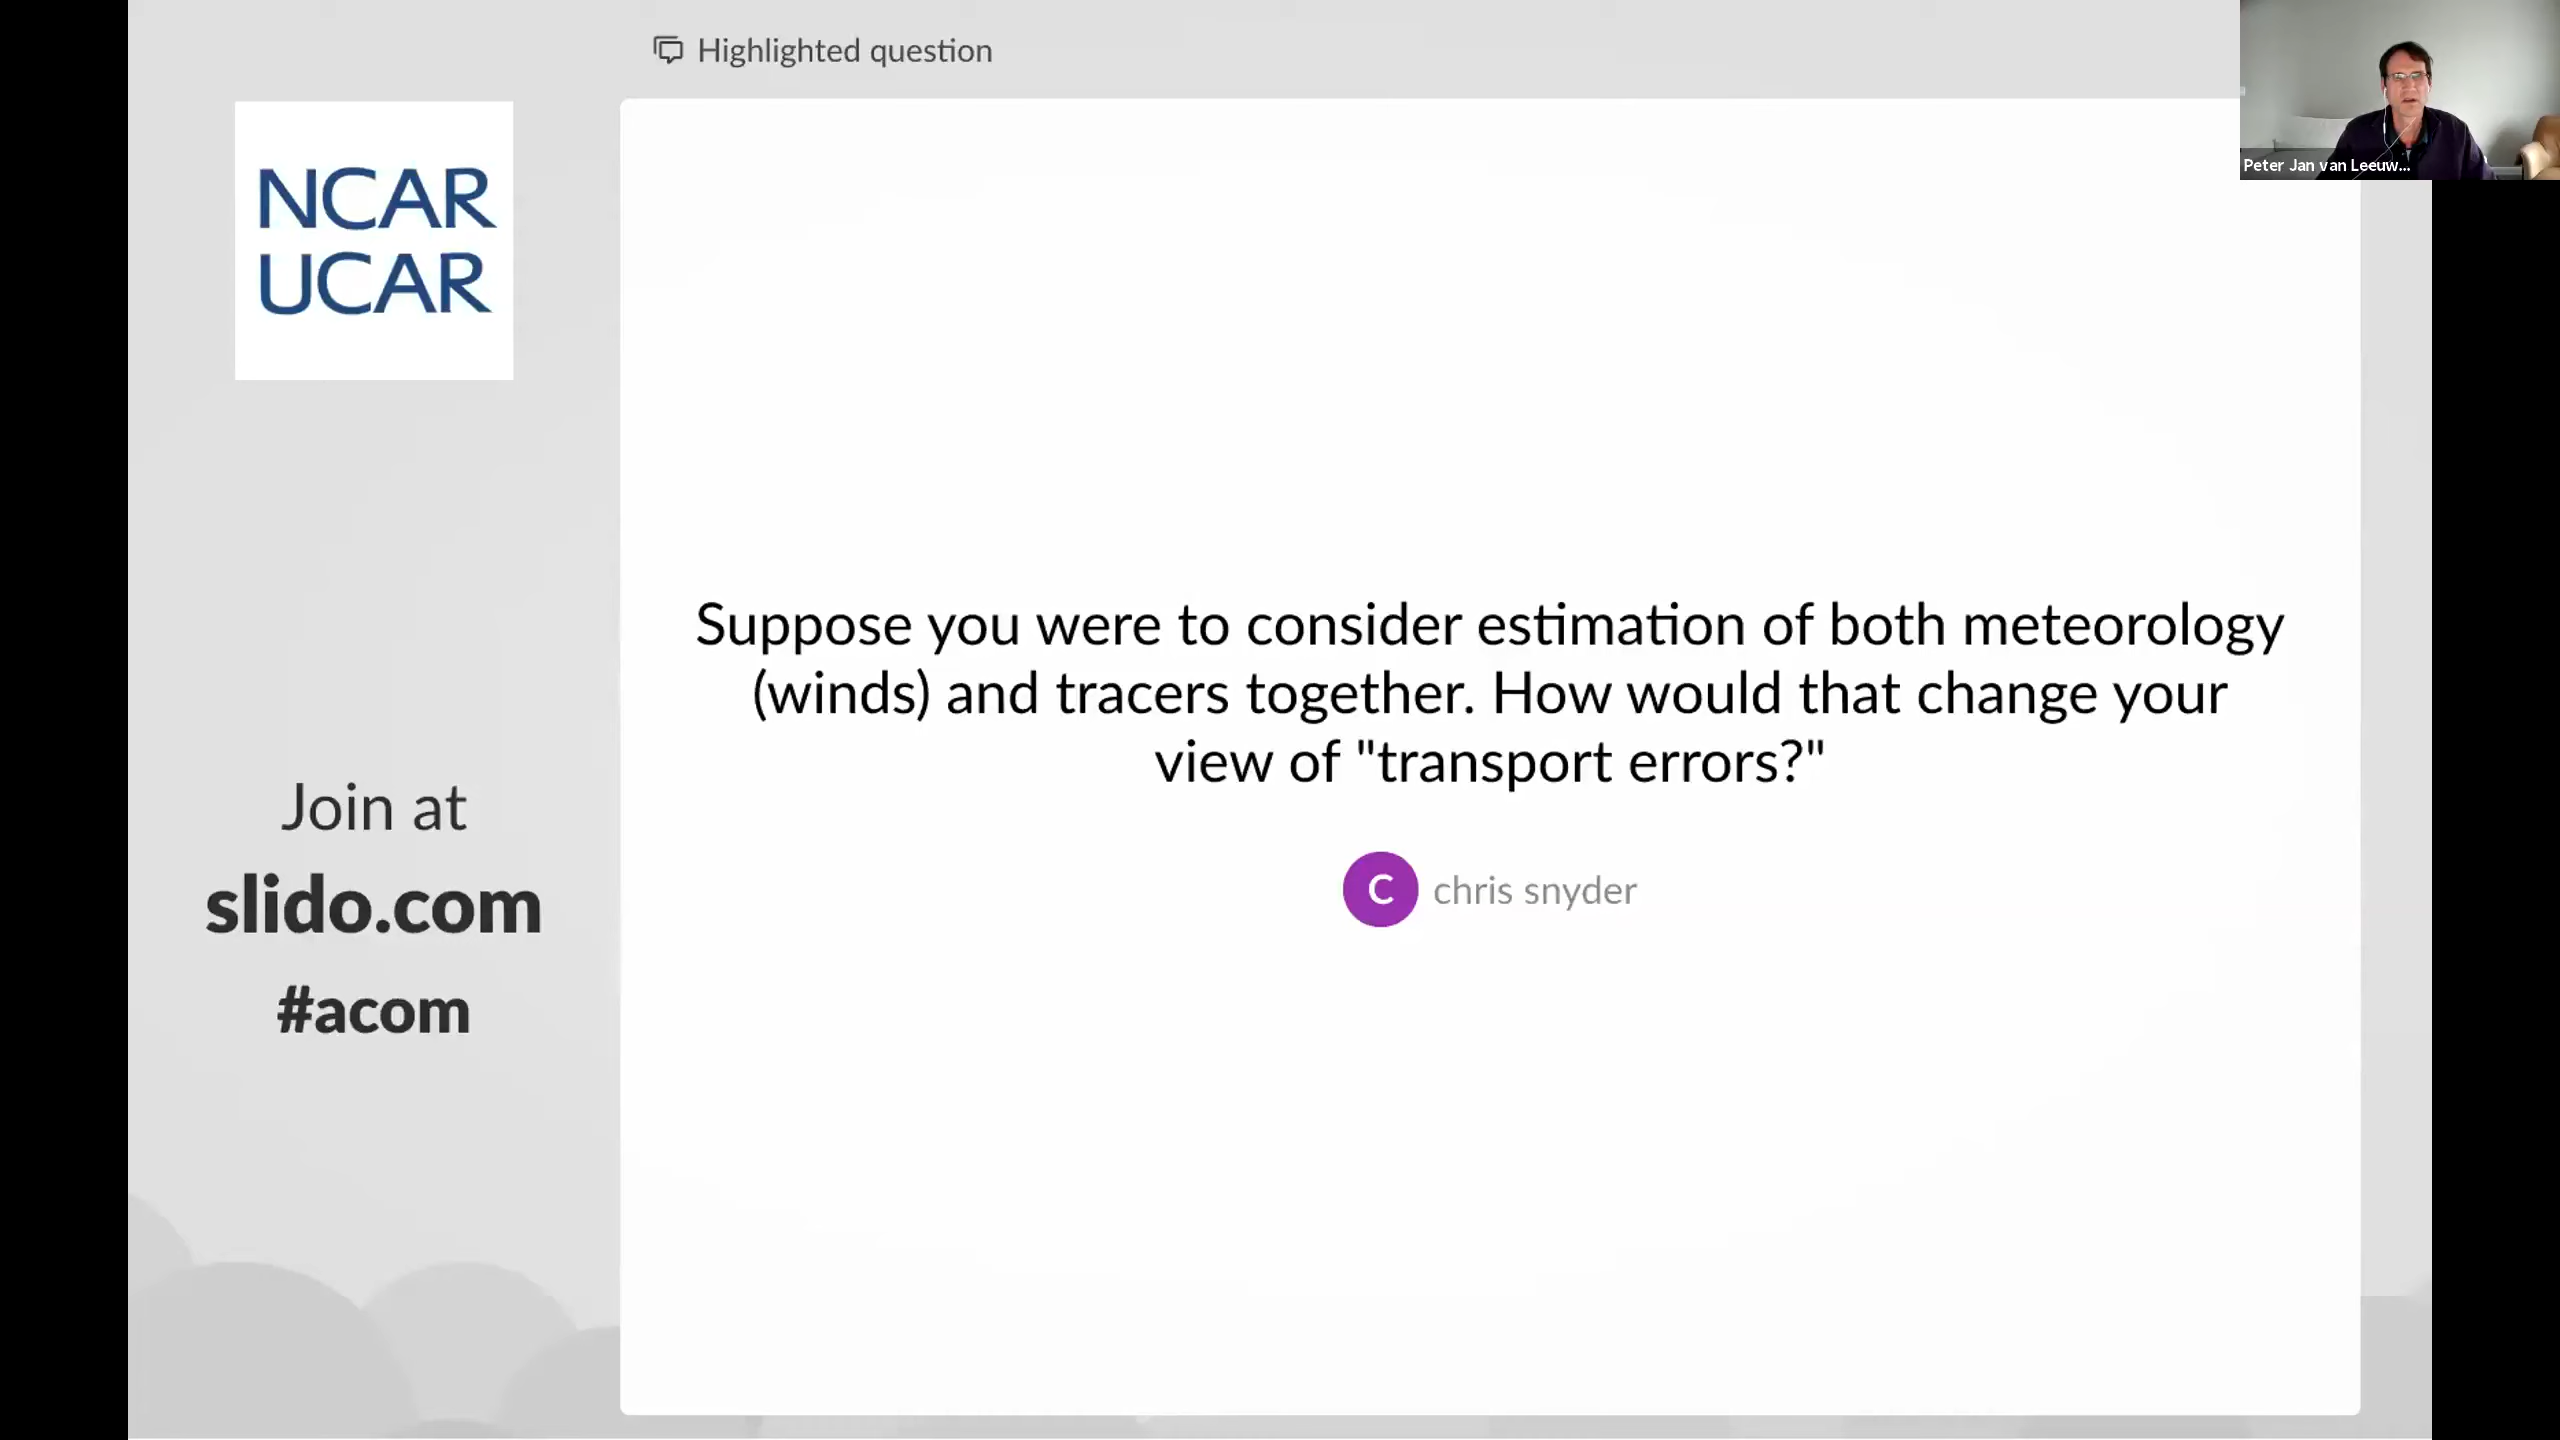 Highlighted question
NCAR
UCAR
Peter Jan van Leeuw...
Suppose you were to consider estimation of both meteorology
(winds) and tracers together. How would that change your
view of "transport errors?"
C chris snyder
Join at
slido.com
#acom